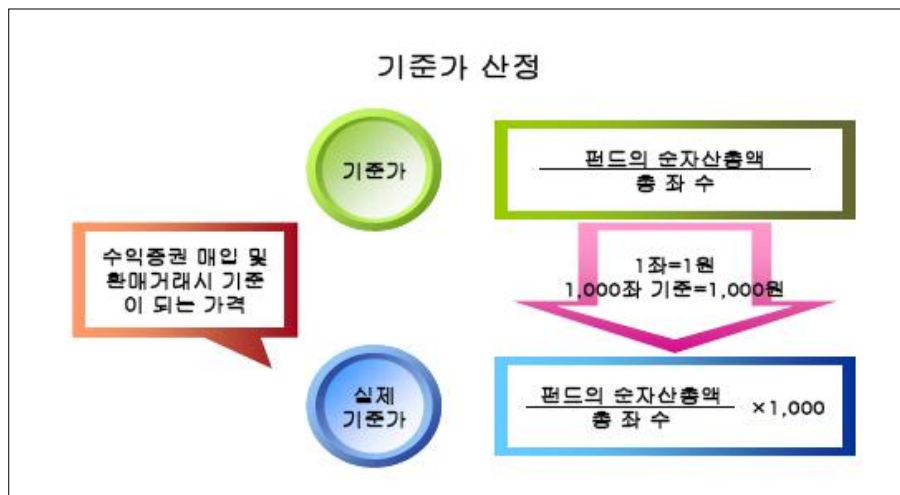 기준가 산정
기준가
펀드의 순자산총액
총 좌 수
수익증권 매입 및
환매거래시 기준
이 되는 가격
1좌=1원
1,000좌 기준=1,000원
실제
기준가
펀드의 순자산총액
총 좌 수
×1,000